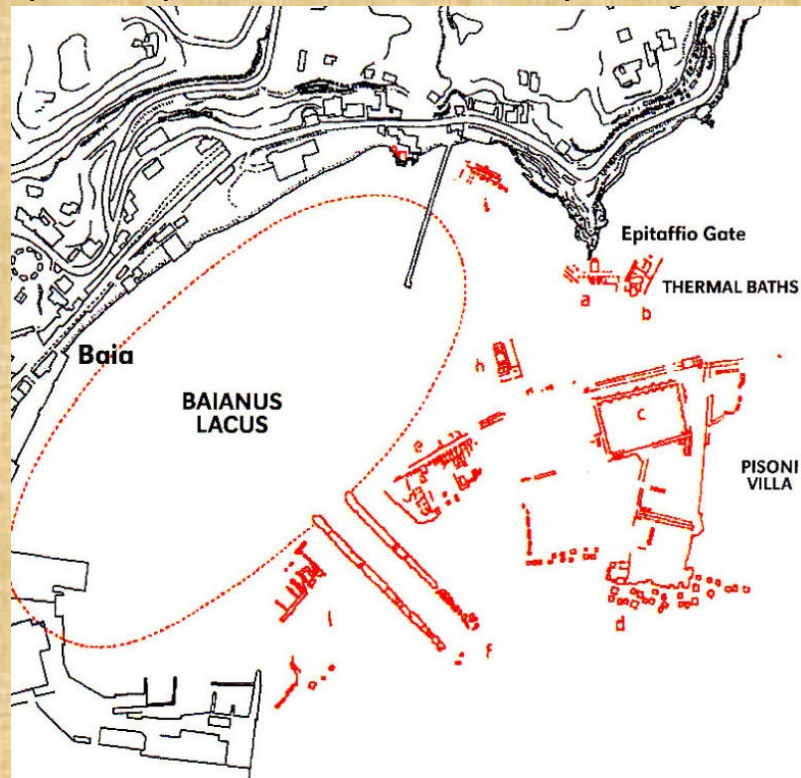 Epitaffio Gate
a
b
THERMAL BATHS
Baia
h
BAIANUS
LACUS
c
e
PISONI
VILLA
d
f